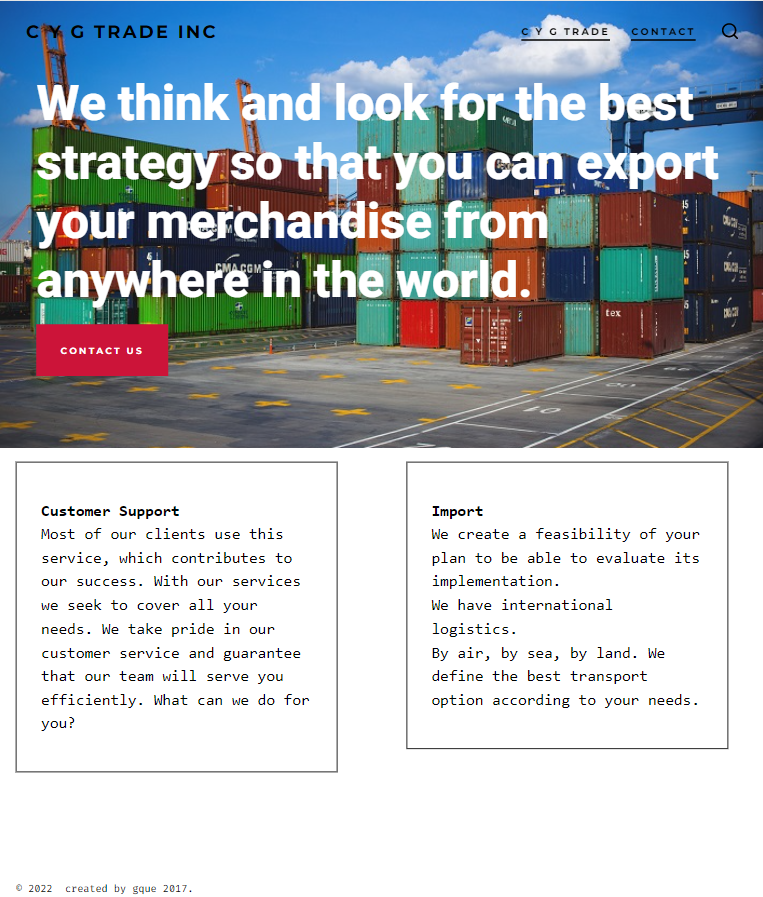 C Y G TRADE INC
C Y G TRADE CONTACT
We think and look for the best
strategy so that you can export
your merchandise from
anywhere in the world.
CMA CGM
CMA CGM
tex
CONTACT US
Customer Support
Most of our clients use this
service, which contributes to
our success. With our services
we seek to cover all your
needs. We take pride in our
customer service and guarantee
that our team will serve you
efficiently. What can we do for
you?
Import
We create a feasibility of your
plan to be able to evaluate its
implementation.
We have international
logistics.
By air, by sea, by land. We
define the best transport
option according to your needs.
© 2022  created by gque 2017.